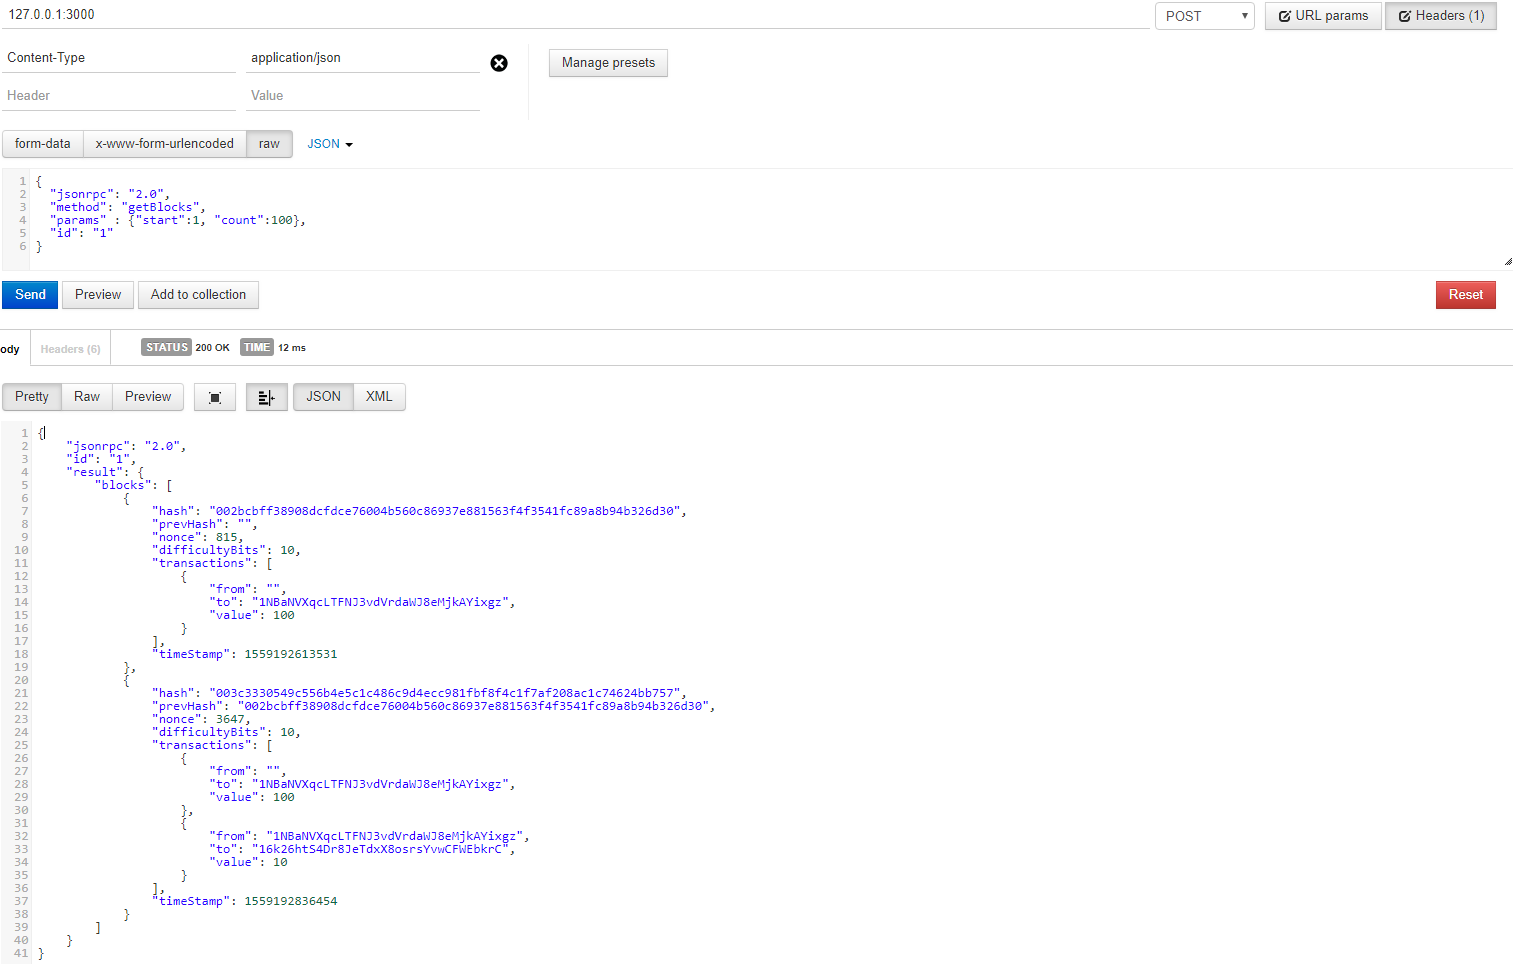 127.0.0.1:3000 POST URL params Headers (1)
Content-Type application/json Manage presets
Header Value
form-data x-www-form-urlencoded raw JSON
1 {
2 "jsonrpc": "2.0",
3 "method": "getBlocks",
4 "params" : {"start":1, "count":100},
5 "id": "1"
6 }
Send Preview Add to collection Reset
ody Headers (6) STATUS 200 OK TIME 12 ms
Pretty Raw Preview JSON XML
1 {
2 "jsonrpc": "2.0",
3 "id": "1",
4 "result": {
5 "blocks": [
6 {
7 "hash": "002bcbff38908dcfdce76004b560c86937e881563f4f3541fc89a8b94b326d30",
8 "prevHash": "",
9 "nonce": 815,
10 "difficultyBits": 10,
11 "transactions": [
12 {
13 "from": "",
14 "to": "1NBaNVXqcLTFNJ3vdVrdaWJ8eMjkAYixgz",
15 "value": 100
16 }
17 ],
18 "timeStamp": 1559192613531
19 },
20 {
21 "hash": "003c3330549c556b4e5c1c486c9d4ecc981fbf8f4c1f7af208ac1c74624bb757",
22 "prevHash": "002bcbff38908dcfdce76004b560c86937e881563f4f3541fc89a8b94b326d30",
23 "nonce": 3647,
24 "difficultyBits": 10,
25 "transactions": [
26 {
27 "from": "",
28 "to": "1NBaNVXqcLTFNJ3vdVrdaWJ8eMjkAYixgz",
29 "value": 100
30 },
31 {
32 "from": "1NBaNVXqcLTFNJ3vdVrdaWJ8eMjkAYixgz",
33 "to": "16k26htS4Dr8JeTdxX8osrsYvwCFWEbkrC",
34 "value": 10
35 }
36 ],
37 "timeStamp": 1559192836454
38 }
39 ]
40 }
41 }